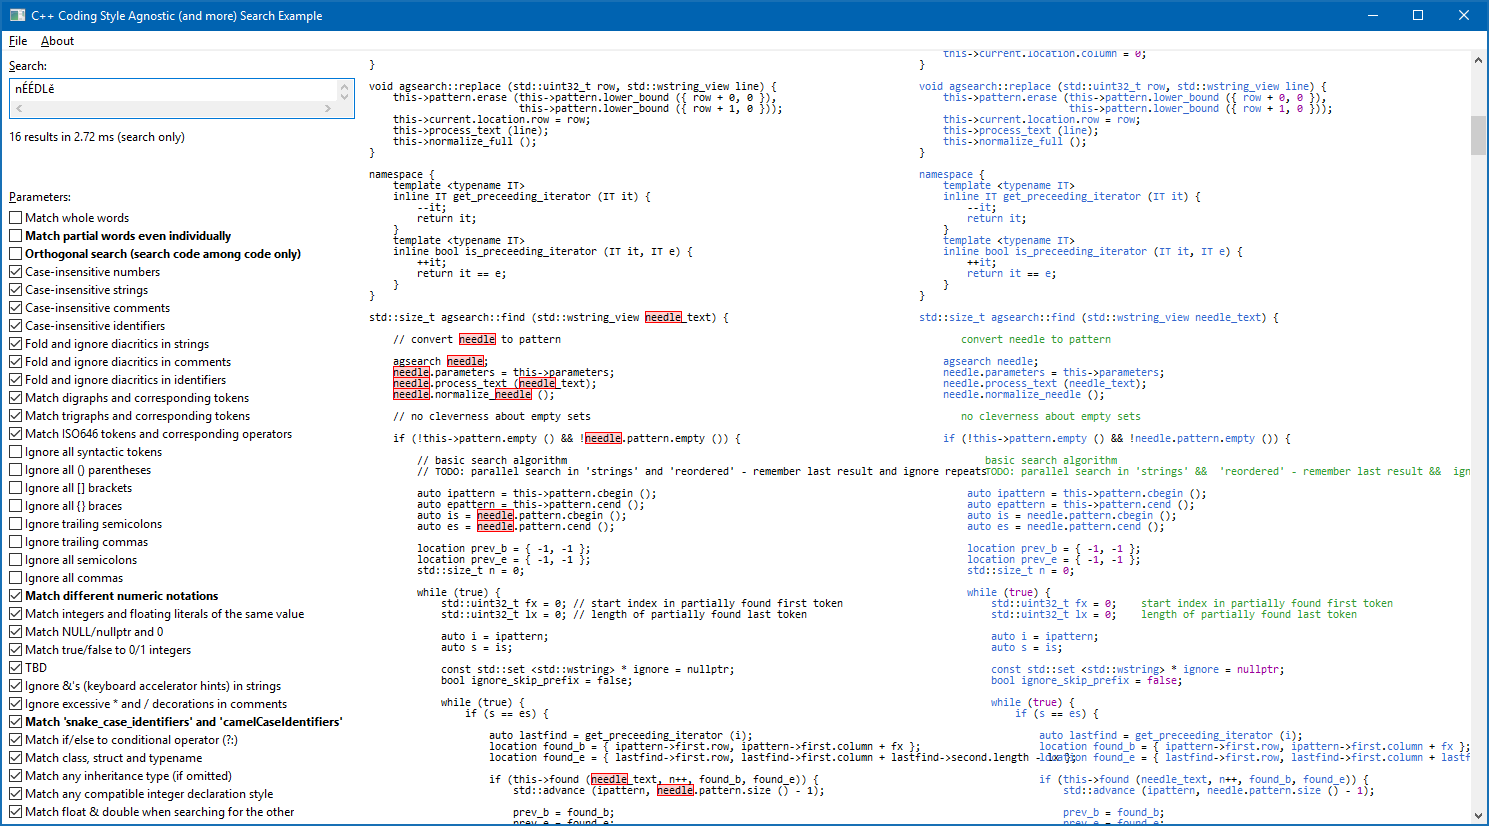 C++ Coding Style Agnostic (and more) Search Example
File About
Search:
nÉÉDLé
16 results in 2.72 ms (search only)
Parameters:
Match whole words
Match partial words even individually
Orthogonal search (search code among code only)
Case-insensitive numbers
Case-insensitive strings
Case-insensitive comments
Case-insensitive identifiers
Fold and ignore diacritics in strings
Fold and ignore diacritics in comments
Fold and ignore diacritics in identifiers
Match digraphs and corresponding tokens
Match trigraphs and corresponding tokens
Match ISO646 tokens and corresponding operators
Ignore all syntactic tokens
Ignore all () parentheses
Ignore all [] brackets
Ignore all {} braces
Ignore trailing semicolons
Ignore trailing commas
Ignore all semicolons
Ignore all commas
Match different numeric notations
Match integers and floating literals of the same value
Match NULL/nullptr and 0
Match true/false to 0/1 integers
TBD
Ignore &'s (keyboard accelerator hints) in strings
Ignore excessive * and / decorations in comments
Match 'snake_case_identifiers' and 'camelCaseIdentifiers'
Match if/else to conditional operator (?:)
Match class, struct and typename
Match any inheritance type (if omitted)
Match any compatible integer declaration style
Match float & double when searching for the other
}
void agsearch::replace (std::uint32_t row, std::wstring_view line) {
this->pattern.erase (this->pattern.lower_bound ({ row + 0, 0 }),
this->pattern.lower_bound ({ row + 1, 0 }));
this->current.location.row = row;
this->process_text (line);
this->normalize_full ();
}
namespace {
template <typename IT>
inline IT get_preceeding_iterator (IT it) {
--it;
return it;
}
template <typename IT>
inline bool is_preceeding_iterator (IT it, IT e) {
++it;
return it == e;
}
}
std::size_t agsearch::find (std::wstring_view needle_text) {
// convert needle to pattern
agsearch needle;
needle.parameters = this->parameters;
needle.process_text (needle_text);
needle.normalize_needle ();
// no cleverness about empty sets
if (!this->pattern.empty () && !needle.pattern.empty ()) {
// basic search algorithm
// TODO: parallel search in 'strings' and 'reordered' - remember last result and ignore repeats
auto ipattern = this->pattern.cbegin ();
auto epattern = this->pattern.cend ();
auto is = needle.pattern.cbegin ();
auto es = needle.pattern.cend ();
location prev_b = { -1, -1 };
location prev_e = { -1, -1 };
std::size_t n = 0;
while (true) {
std::uint32_t fx = 0; // start index in partially found first token
std::uint32_t lx = 0; // length of partially found last token
auto i = ipattern;
auto s = is;
const std::set <std::wstring> * ignore = nullptr;
bool ignore_skip_prefix = false;
while (true) {
if (s == es) {
auto lastfind = get_preceeding_iterator (i);
location found_b = { ipattern->first.row, ipattern->first.column + fx };
location found_e = { lastfind->first.row, lastfind->first.column + lastfind->second.length - lx };
if (this->found (needle_text, n++, found_b, found_e)) {
std::advance (ipattern, needle.pattern.size () - 1);
prev_b = found_b;
prev_e = found_e;
this->current.location.column = 0;
}
void agsearch::replace (std::uint32_t row, std::wstring_view line) {
this->pattern.erase (this->pattern.lower_bound ({ row + 0, 0 }),
this->pattern.lower_bound ({ row + 1, 0 }));
this->current.location.row = row;
this->process_text (line);
this->normalize_full ();
}
namespace {
template <typename IT>
inline IT get_preceeding_iterator (IT it) {
--it;
return it;
}
template <typename IT>
inline bool is_preceeding_iterator (IT it, IT e) {
++it;
return it == e;
}
}
std::size_t agsearch::find (std::wstring_view needle_text) {
convert needle to pattern
agsearch needle;
needle.parameters = this->parameters;
needle.process_text (needle_text);
needle.normalize_needle ();
no cleverness about empty sets
if (!this->pattern.empty () && !needle.pattern.empty ()) {
basic search algorithm
TODO: parallel search in 'strings' && 'reordered' - remember last result && ign
auto ipattern = this->pattern.cbegin ();
auto epattern = this->pattern.cend ();
auto is = needle.pattern.cbegin ();
auto es = needle.pattern.cend ();
location prev_b = { -1, -1 };
location prev_e = { -1, -1 };
std::size_t n = 0;
while (true) {
std::uint32_t fx = 0; start index in partially found first token
std::uint32_t lx = 0; length of partially found last token
auto i = ipattern;
auto s = is;
const std::set <std::wstring> * ignore = nullptr;
bool ignore_skip_prefix = false;
while (true) {
if (s == es) {
auto lastfind = get_preceeding_iterator (i);
location found_b = { ipattern->first.row, ipattern->first.column + fx };
location found_e = { lastfind->first.row, lastfind->first.column + lastf
if (this->found (needle_text, n++, found_b, found_e)) {
std::advance (ipattern, needle.pattern.size () - 1);
prev_b = found_b;
prev_e = found_e;